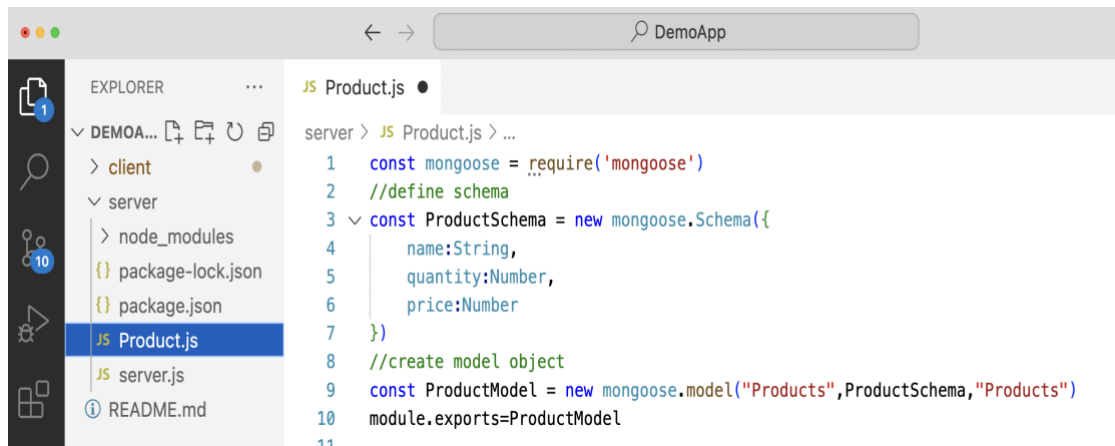 DemoApp
EXPLORER ...
JS Product.js
1
DEMOA...
server > JS Product.js > ...
> client
server
> node_modules
{} package-lock.json
{} package.json
JS Product.js
JS server.js
README.md
10
1 const mongoose = require('mongoose')
2 //define schema
3 const ProductSchema = new mongoose.Schema({
4 name:String,
5 quantity:Number,
6 price:Number
7 })
8 //create model object
9 const ProductModel = new mongoose.model("Products",ProductSchema,"Products")
10 module.exports=ProductModel
11